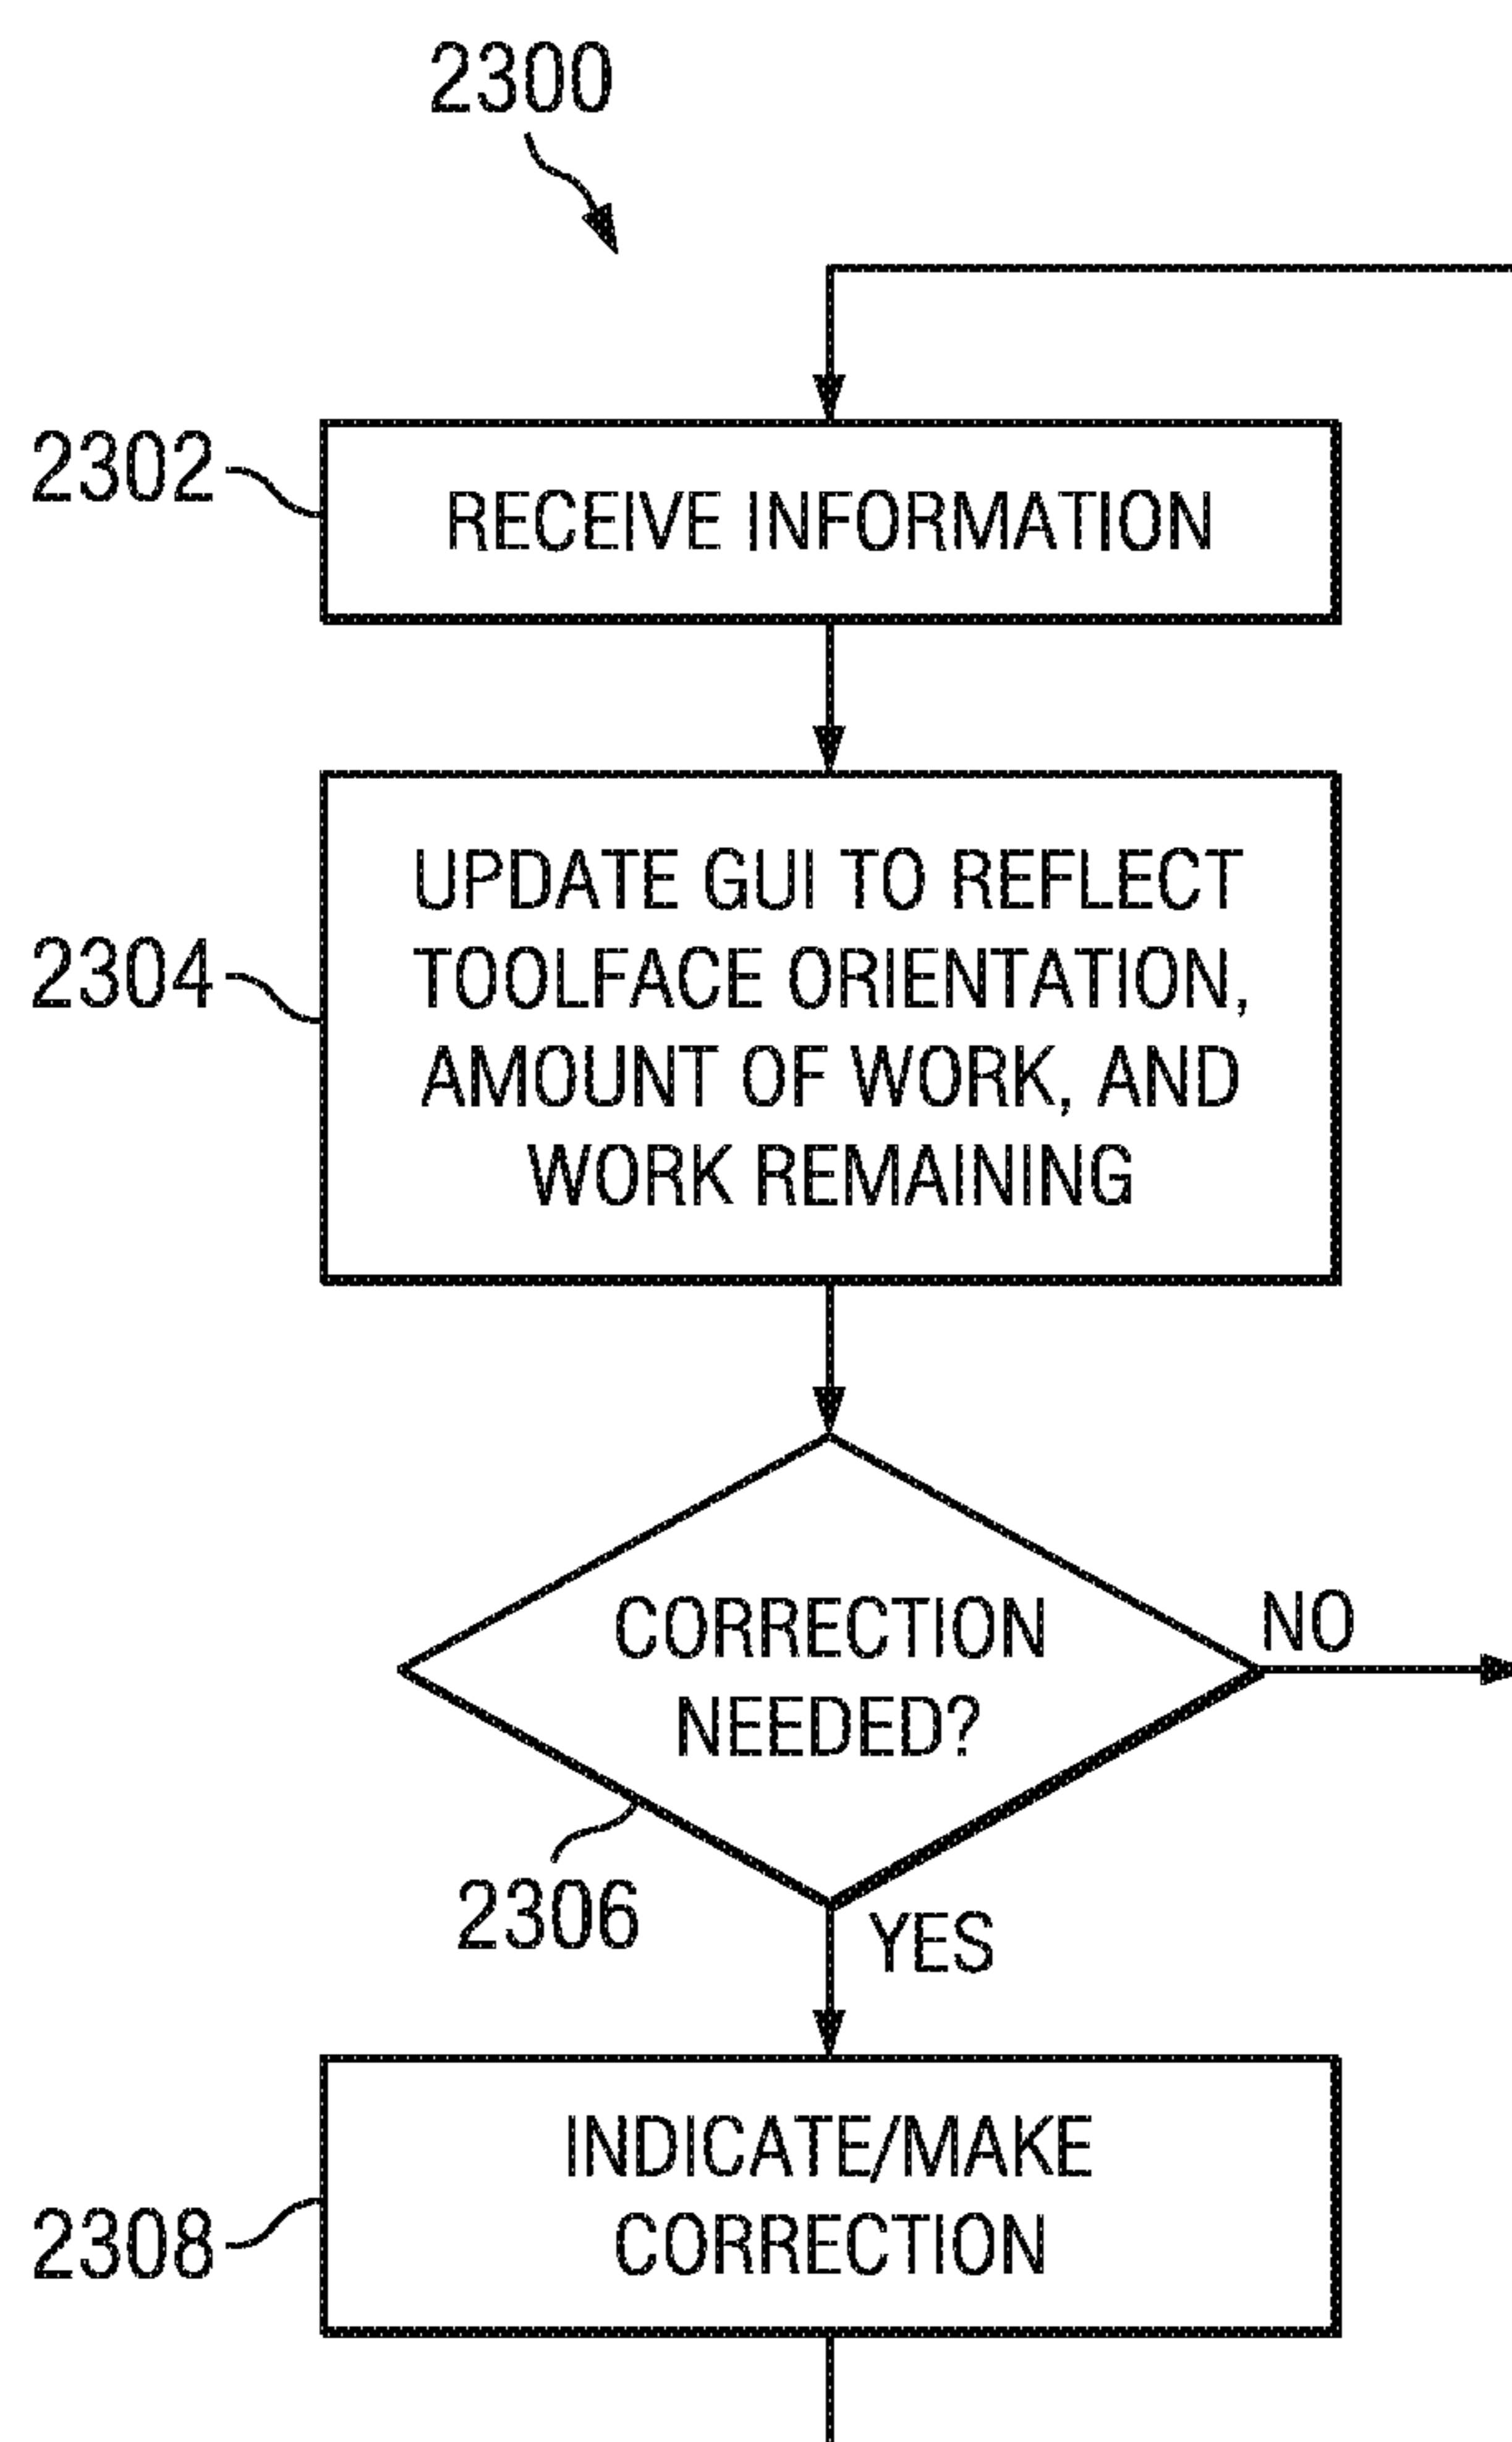 2300
2302
RECEIVE INFORMATION
2304
UPDATE GUI TO REFLECT
TOOLFACE ORIENTATION,
AMOUNT OF WORK, AND
WORK REMAINING
CORRECTION
NEEDED?
NO
2306
YES
2308
INDICATE/MAKE
CORRECTION